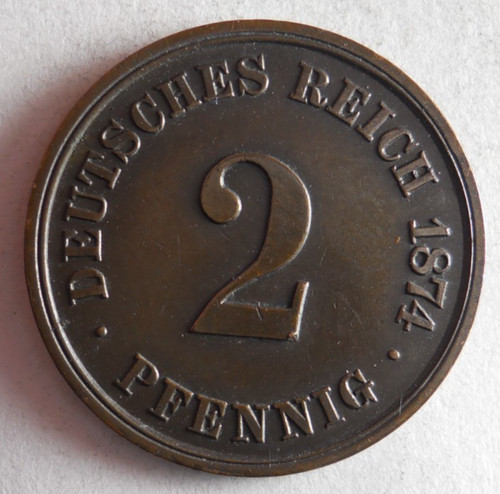 DEUTSCHES REICH 1874
2
· PFENNIG ·